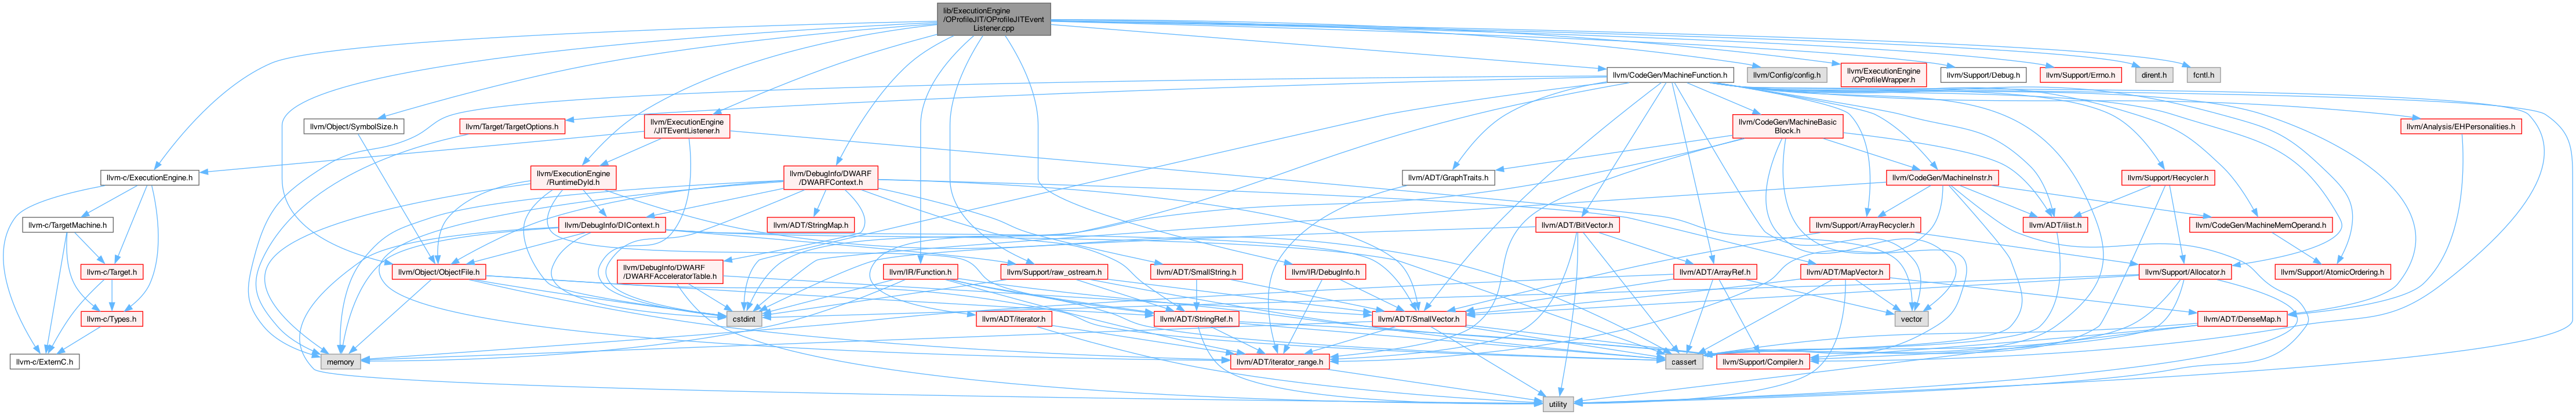 lib/ExecutionEngine
/OProfileJIT/OProfileJITEvent
Listener.cpp
llvm/CodeGen/MachineFunction.h
llvm/Config/config.h
llvm/ExecutionEngine
/OProfileWrapper.h
llvm/Support/Debug.h
llvm/Support/Errno.h
dirent.h
fcntl.h
llvm/Object/SymbolSize.h
llvm/Target/TargetOptions.h
llvm/ExecutionEngine
/JITEventListener.h
llvm/CodeGen/MachineBasic
Block.h
llvm/Analysis/EHPersonalities.h
llvm-c/ExecutionEngine.h
llvm/ExecutionEngine
/RuntimeDyld.h
llvm/DebugInfo/DWARF
/DWARFContext.h
llvm/ADT/GraphTraits.h
llvm/CodeGen/MachineInstr.h
llvm/Support/Recycler.h
llvm-c/TargetMachine.h
llvm/DebugInfo/DIContext.h
llvm/ADT/StringMap.h
llvm/ADT/BitVector.h
llvm/Support/ArrayRecycler.h
llvm/ADT/ilist.h
llvm/CodeGen/MachineMemOperand.h
llvm-c/Target.h
llvm/Object/ObjectFile.h
llvm/DebugInfo/DWARF
/DWARFAcceleratorTable.h
llvm/IR/Function.h
llvm/Support/raw_ostream.h
llvm/ADT/SmallString.h
llvm/IR/DebugInfo.h
llvm/ADT/ArrayRef.h
llvm/ADT/MapVector.h
llvm/Support/Allocator.h
llvm/Support/AtomicOrdering.h
llvm-c/Types.h
cstdint
llvm/ADT/iterator.h
llvm/ADT/StringRef.h
llvm/ADT/SmallVector.h
vector
llvm/ADT/DenseMap.h
llvm-c/ExternC.h
memory
llvm/ADT/iterator_range.h
cassert
llvm/Support/Compiler.h
utility